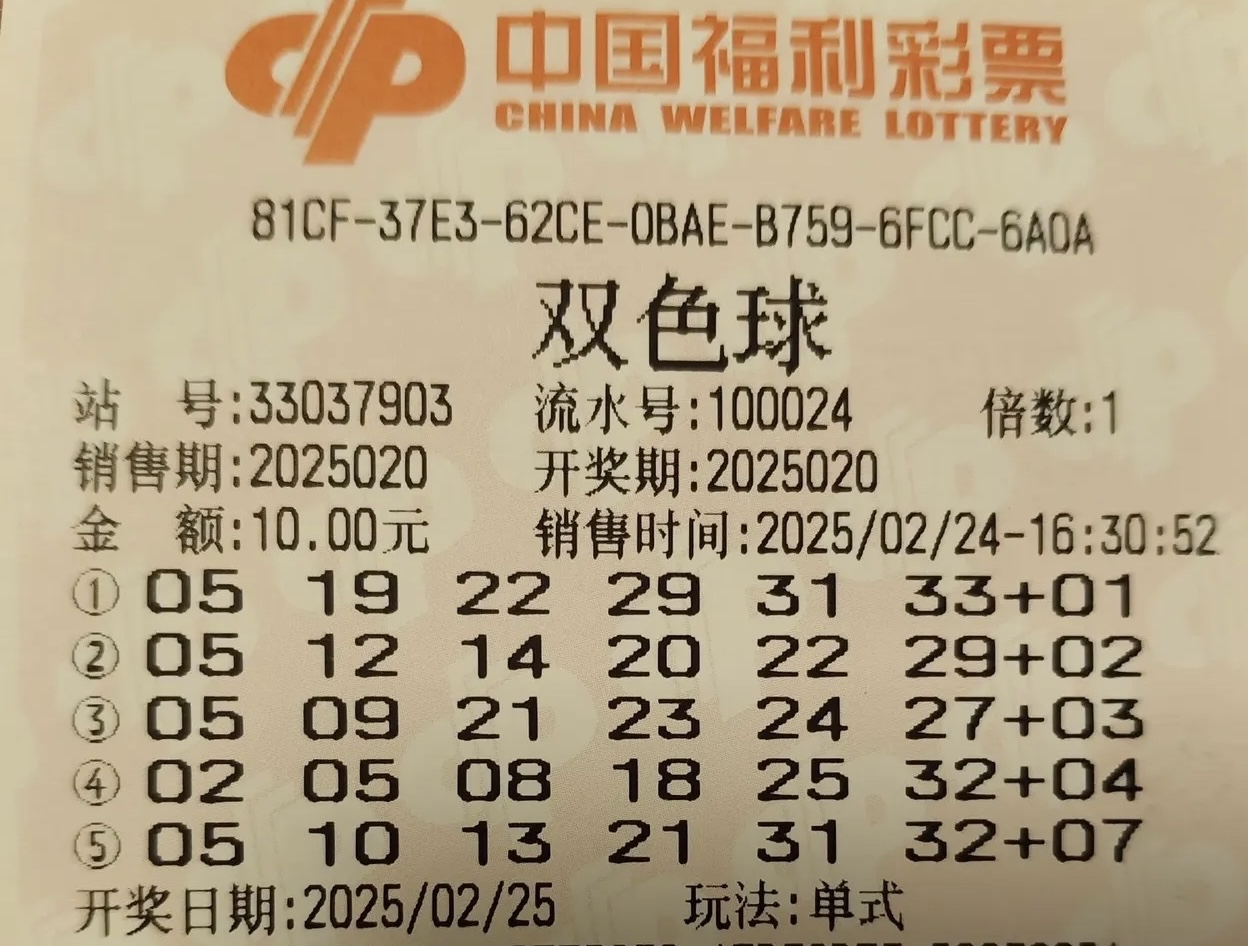 中国福利彩票
CHINA WELFARE LOTTERY
81CF-37E3-62CE-0BAE-B759-6FCC-6A0A
双色球
站 号:33037903 流水号:100024 倍数:1
销售期:2025020 开奖期:2025020
金 额:10.00元 销售时间:2025/02/24-16:30:52
① 05 19 22 29 31 33+01
② 05 12 14 20 22 29+02
③ 05 09 21 23 24 27+03
④ 02 05 08 18 25 32+04
⑤ 05 10 13 21 31 32+07
开奖日期:2025/02/25 玩法:单式